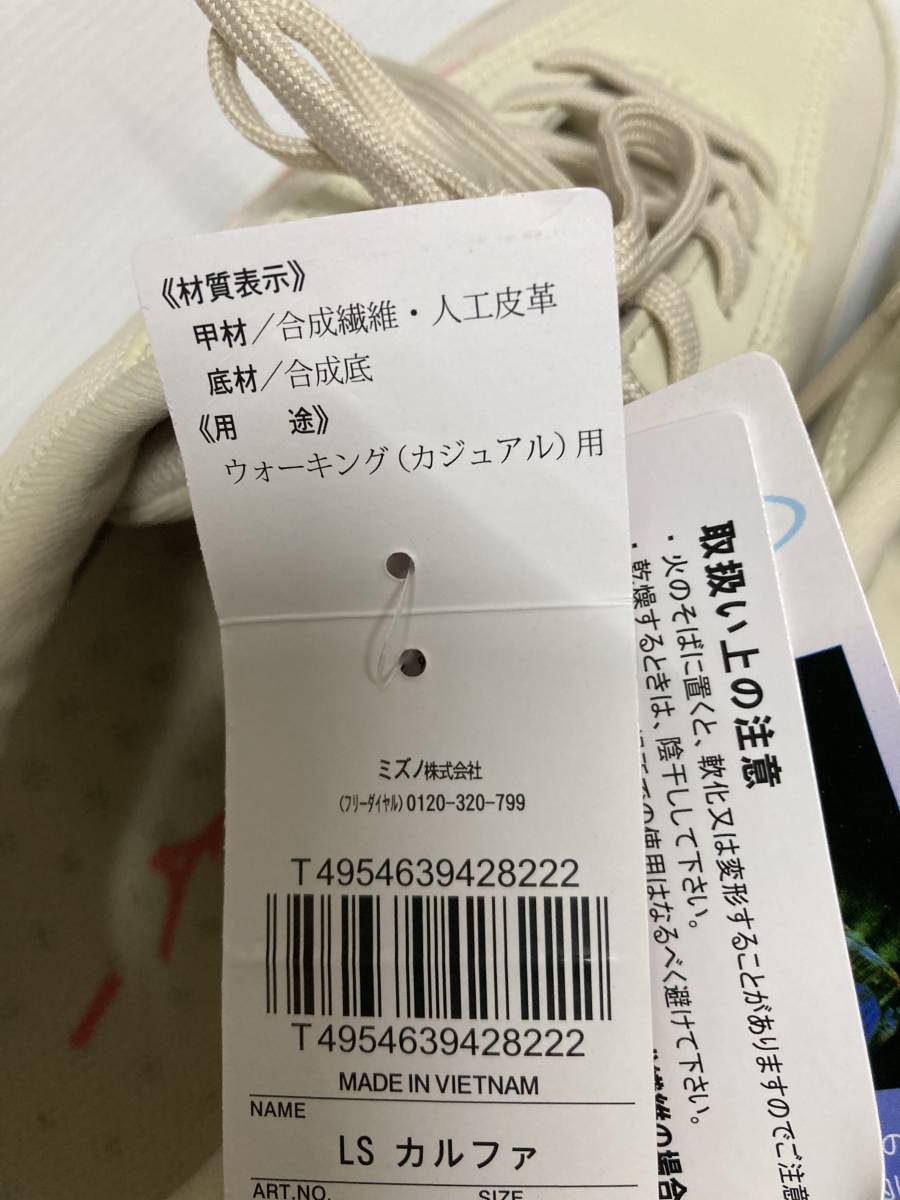 《材質表示》
甲材／合成繊維・人工皮革
底材／合成底
《用　途》
ウォーキング（カジュアル）用
ミズノ株式会社
（フリーダイヤル）0120-320-799
T4954639428222
T4954639428222
MADE IN VIETNAM
NAME
LS カルファ
ART.NO. SIZE
取扱い上の注意
・火のそばに置くと、軟化又は変形することがありますのでご注意
・乾燥するときは、陰干しして下さい。
での使用はなるべく避けて下さい。
の場合